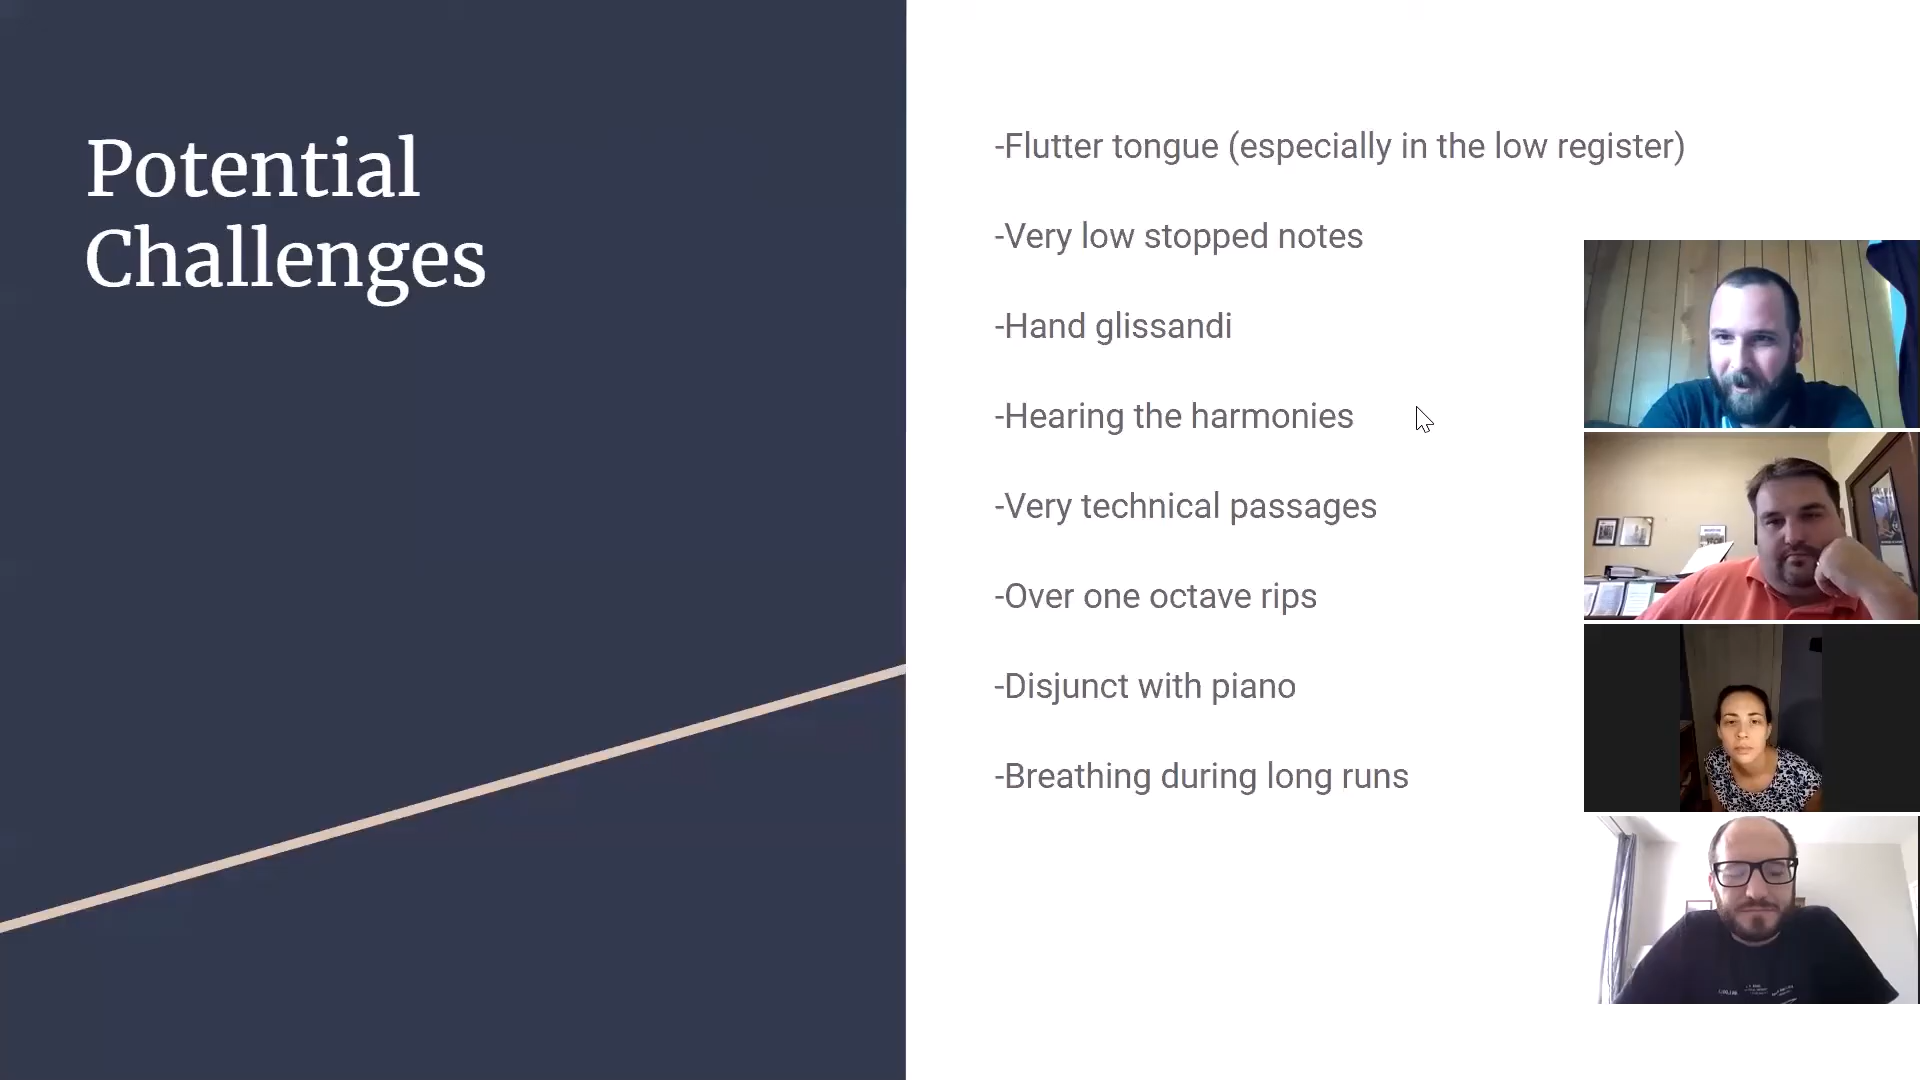 Potential
Challenges
-Flutter tongue (especially in the low register)
-Very low stopped notes
-Hand glissandi
-Hearing the harmonies
-Very technical passages
-Over one octave rips
-Disjunct with piano
-Breathing during long runs